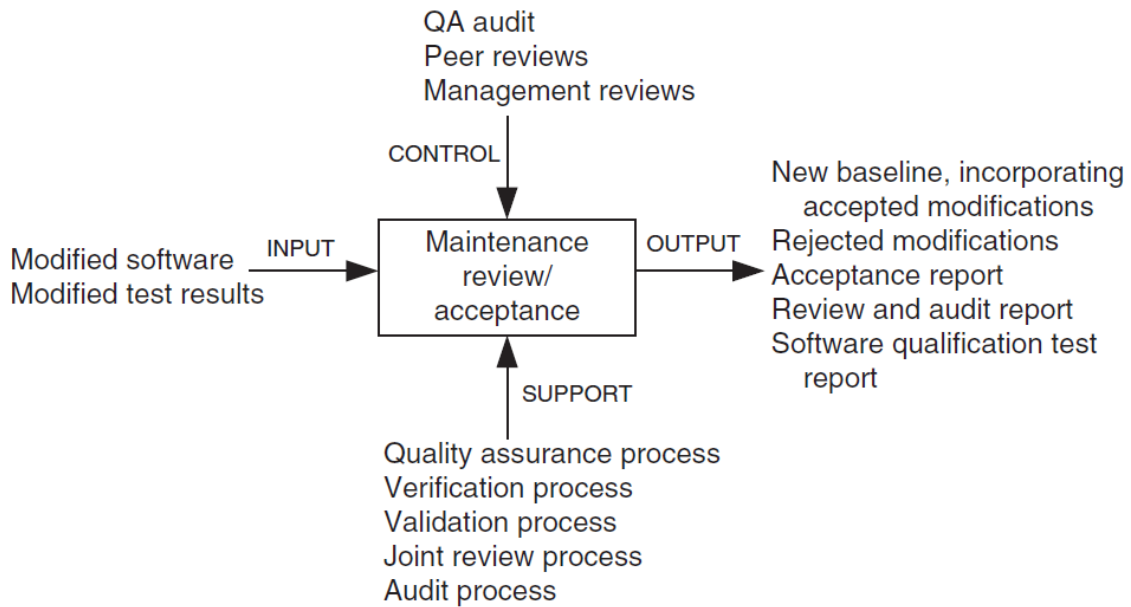 QA audit
Peer reviews
Management reviews
CONTROL
New baseline, incorporating
accepted modifications
Rejected modifications
Acceptance report
Review and audit report
Software qualification test
report
OUTPUT
Maintenance
review/
acceptance
INPUT
Modified software
Modified test results
SUPPORT
Quality assurance process
Verification process
Validation process
Joint review process
Audit process